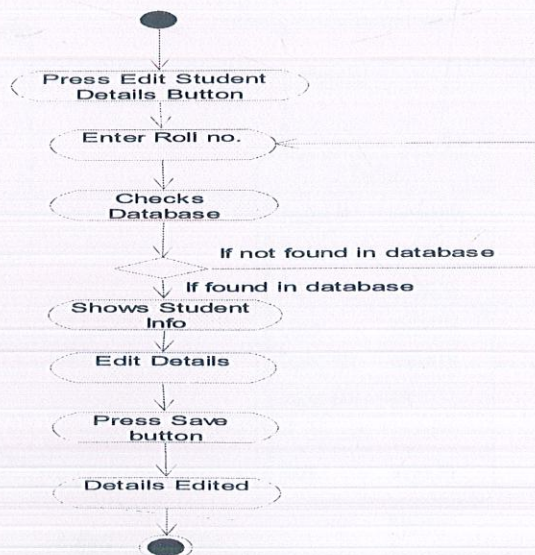 Press Edit Student
Details Button
Enter Roll no.
Checks
Database
If not found in database
If found in database
Shows Student
Info
Edit Details
Press Save
button
Details Edited